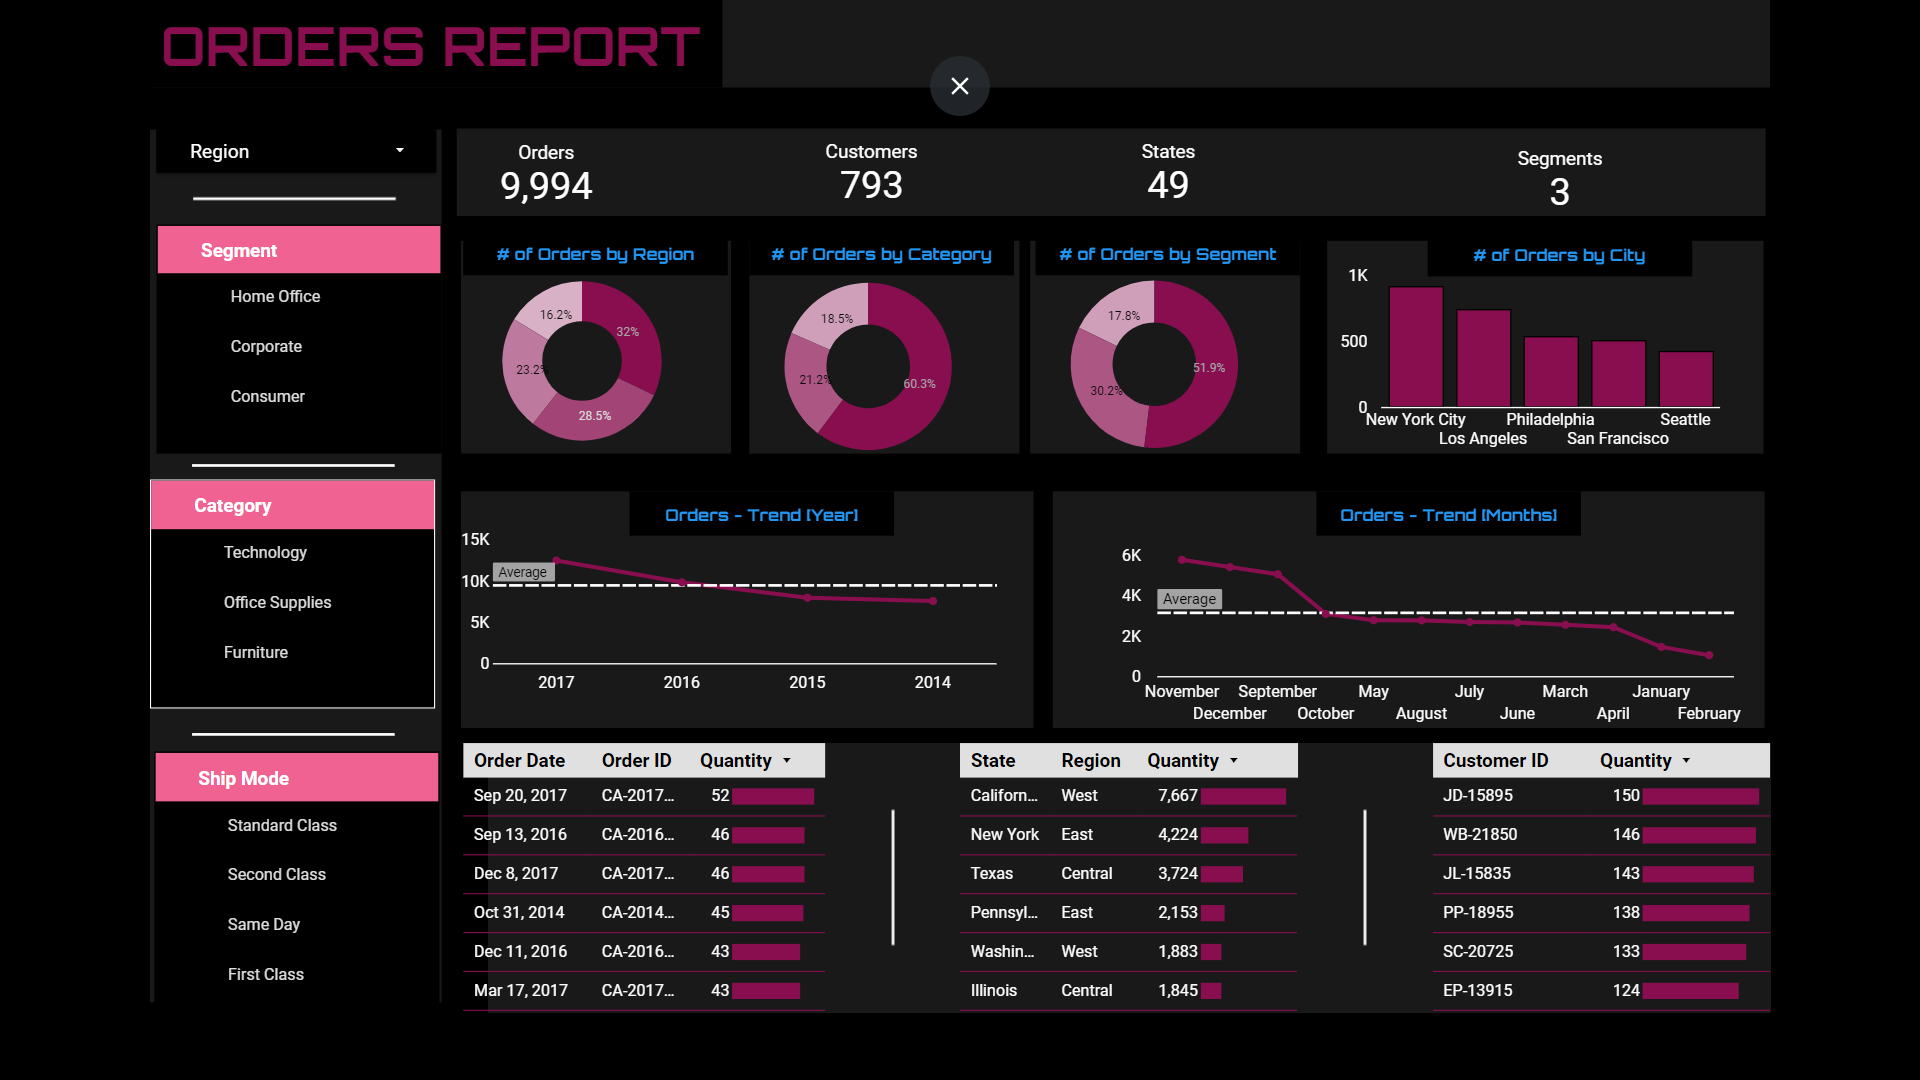 ORDERS REPORT
Region
Orders
9,994
Customers
793
States
49
Segments
3
Segment
Home Office
Corporate
Consumer
# of Orders by Region
16.2%
32%
23.2%
28.5%
# of Orders by Category
18.5%
21.2%
60.3%
# of Orders by Segment
17.8%
51.9%
30.2%
# of Orders by City
1K
500
0
New York City
Philadelphia
Seattle
Los Angeles
San Francisco
Category
Technology
Office Supplies
Furniture
Orders - Trend [Year]
15K
10K
Average
5K
0
2017 2016 2015 2014
Orders - Trend [Months]
6K
4K
Average
2K
0
November September May July March January
December October August June April February
Ship Mode
Standard Class
Second Class
Same Day
First Class
Order Date Order ID Quantity
Sep 20, 2017 CA-2017... 52
Sep 13, 2016 CA-2016... 46
Dec 8, 2017 CA-2017... 46
Oct 31, 2014 CA-2014... 45
Dec 11, 2016 CA-2016... 43
Mar 17, 2017 CA-2017... 43
State Region Quantity
Californ... West 7,667
New York East 4,224
Texas Central 3,724
Pennsyl... East 2,153
Washin... West 1,883
Illinois Central 1,845
Customer ID Quantity
JD-15895 150
WB-21850 146
JL-15835 143
PP-18955 138
SC-20725 133
EP-13915 124